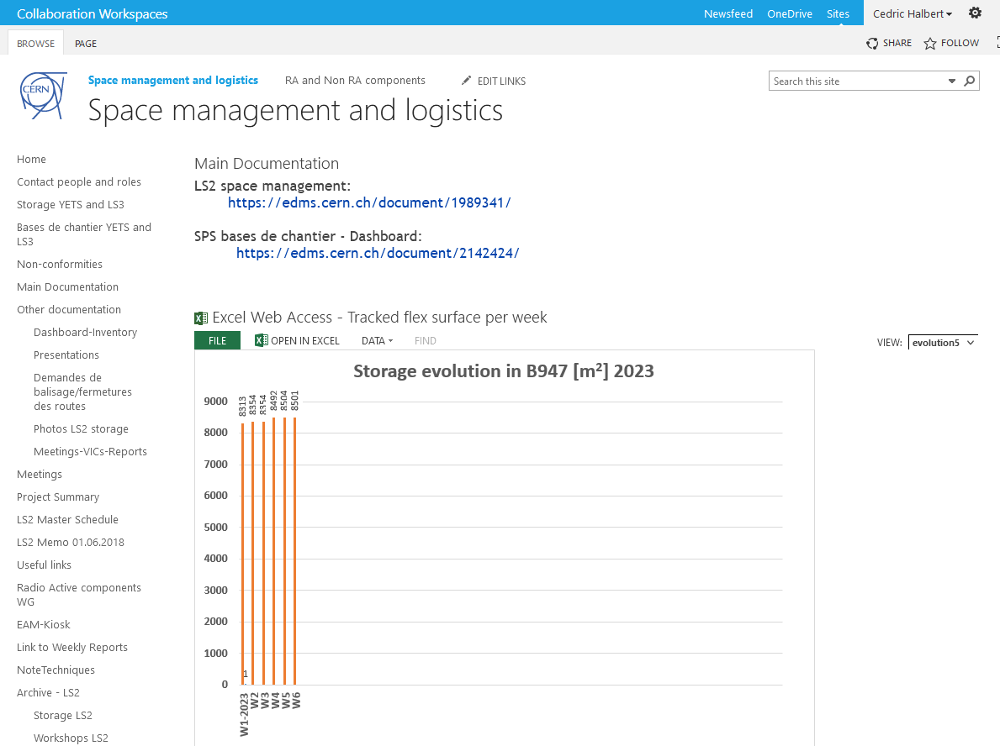 Collaboration Workspaces
Newsfeed OneDrive Sites Cedric Halbert
BROWSE PAGE
SHARE FOLLOW
CERN
Space management and logistics RA and Non RA components EDIT LINKS
Search this site
Space management and logistics
Home
Contact people and roles
Storage YETS and LS3
Bases de chantier YETS and
LS3
Non-conformities
Main Documentation
Other documentation
Dashboard-Inventory
Presentations
Demandes de
balisage/fermetures
des routes
Photos LS2 storage
Meetings-VICs-Reports
Meetings
Project Summary
LS2 Master Schedule
LS2 Memo 01.06.2018
Useful links
Radio Active components
WG
EAM-Kiosk
Link to Weekly Reports
NoteTechniques
Archive - LS2
Storage LS2
Workshops LS2
Main Documentation
LS2 space management:
https://edms.cern.ch/document/1989341/
SPS bases de chantier - Dashboard:
https://edms.cern.ch/document/2142424/
Excel Web Access - Tracked flex surface per week
FILE OPEN IN EXCEL DATA FIND
VIEW: evolution5
Storage evolution in B947 [m²] 2023
8313 8354 8354 8492 8504 8501
9000
8000
7000
6000
5000
4000
3000
2000
1000
1
0
W1-2023 W2 W3 W4 W5 W6